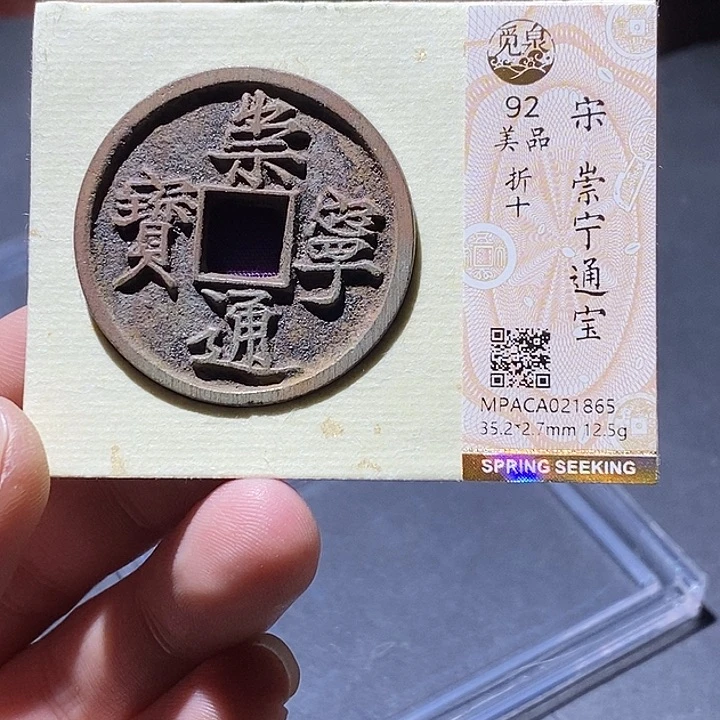 崇
寧
通
寶
觅泉
92
美品
折十
宋 崇宁通宝
MPACA021865
35.2*2.7mm 12.5g
SPRING SEEKING